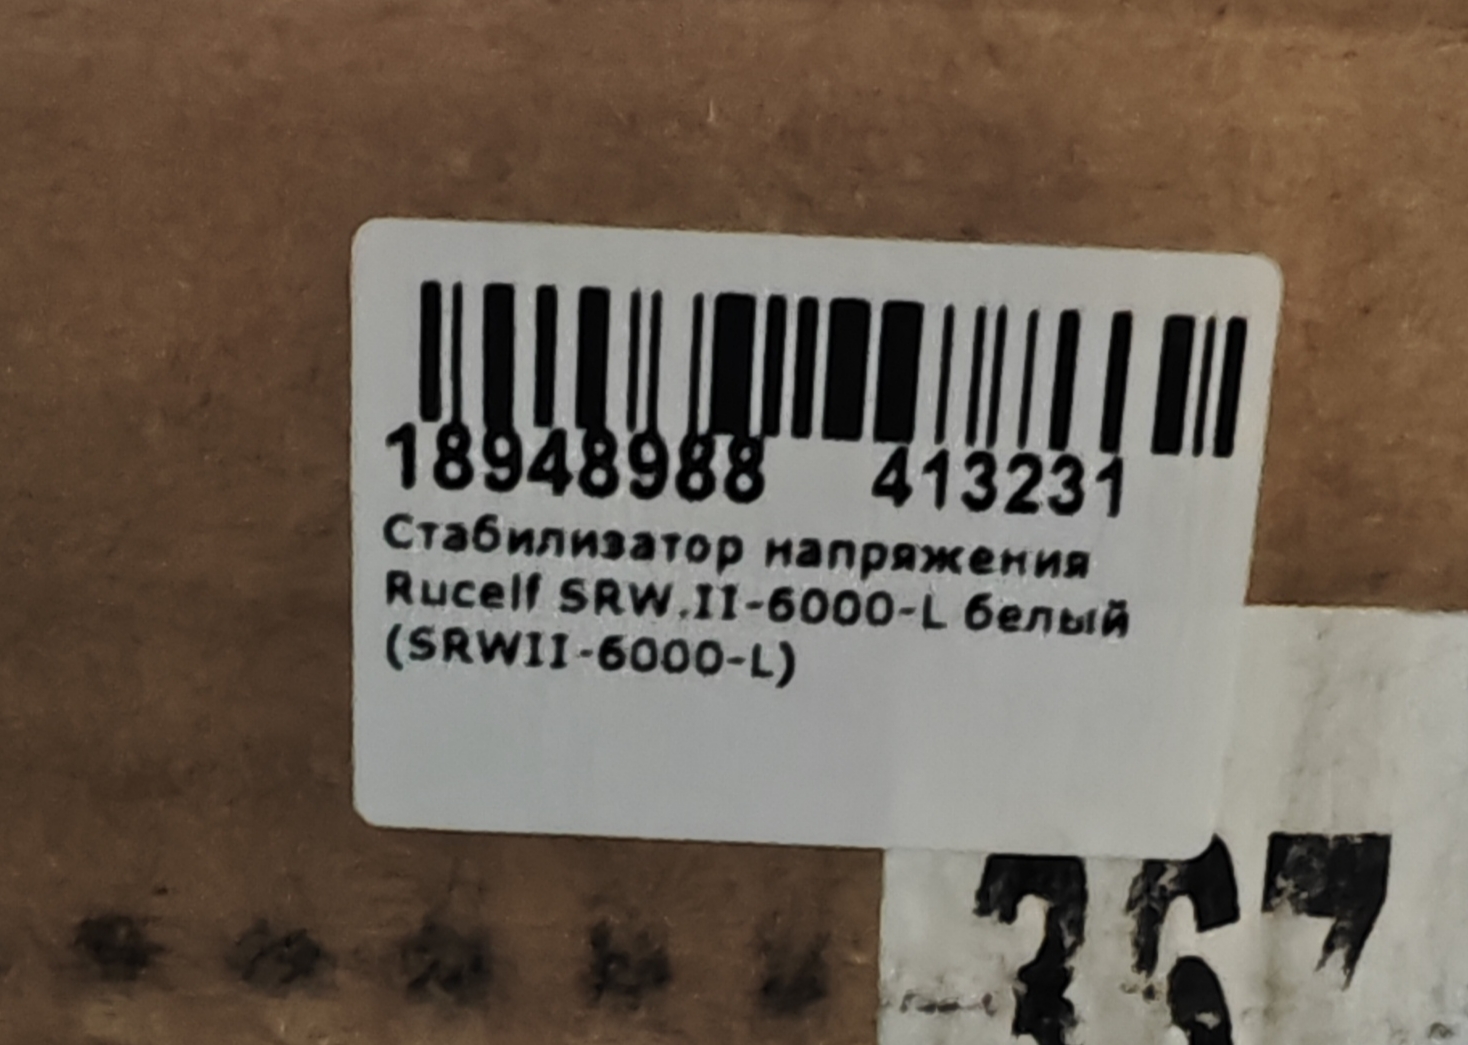 18948988 413231
Стабилизатор напряжения
Rucelf SRW.II-6000-L белый
(SRWII-6000-L)
367